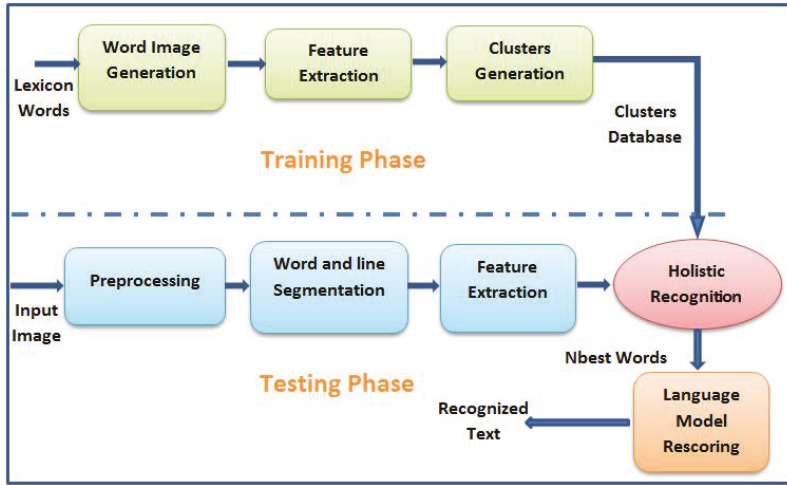 Word Image
Generation
Feature
Extraction
Clusters
Generation
Lexicon
Words
Clusters
Database
Training Phase
Preprocessing
Word and line
Segmentation
Feature
Extraction
Holistic
Recognition
Input
Image
Nbest Words
Testing Phase
Language
Model
Rescoring
Recognized
Text